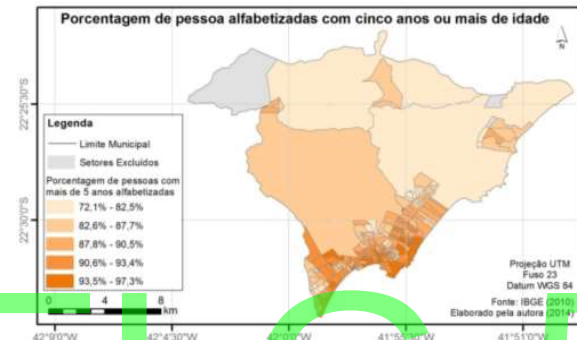 Porcentagem de pessoa alfabetizadas com cinco anos ou mais de idade
N
22°25'30"S
22°30'0"S
Legenda
Limite Municipal
Setores Excluídos
Porcentagem de pessoas com
mais de 5 anos alfabetizadas
72,1% - 82,5%
82,6% - 87,7%
87,8% - 90,5%
90,6% - 93,4%
93,5% - 97,3%
0 4 8
km
Projeção UTM
Fuso 23
Datum WGS 84
Fonte: IBGE (2010)
Elaborado pela autora (2014)
42°9'0"W 42°4'30"W 42°0'0"W 41°55'30"W 41°51'0"W